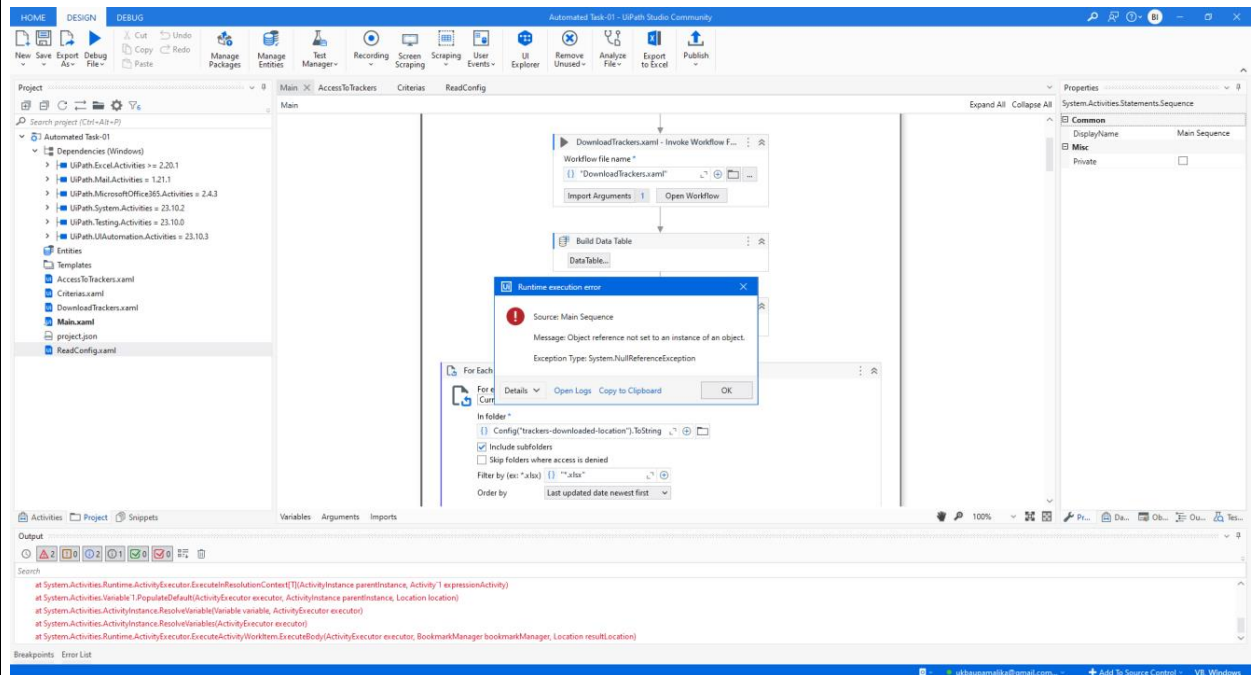 HOME DESIGN DEBUG
Automated Task-01 - UiPath Studio Community
BI
New Save Export As Debug File
Cut Undo
Copy Redo
Paste
Manage Packages
Manage Entities
Test Manager
Recording
Screen Scraping
Scraping
User Events
UI Explorer
Remove Unused
Analyze File
Export to Excel
Publish
Project
Search project (Ctrl+Alt+P)
Automated Task-01
Dependencies (Windows)
UiPath.Excel.Activities >= 2.20.1
UiPath.Mail.Activities = 1.21.1
UiPath.MicrosoftOffice365.Activities = 2.4.3
UiPath.System.Activities = 23.10.2
UiPath.Testing.Activities = 23.10.0
UiPath.UIAutomation.Activities = 23.10.3
Entities
Templates
AccessToTrackers.xaml
Criterias.xaml
DownloadTrackers.xaml
Main.xaml
project.json
ReadConfig.xaml
Activities Project Snippets
Main AccessToTrackers Criterias ReadConfig
Main
Expand All Collapse All
DownloadTrackers.xaml - Invoke Workflow F...
Workflow file name *
"DownloadTrackers.xaml"
Import Arguments 1 Open Workflow
Build Data Table
DataTable...
Runtime execution error
Source: Main Sequence
Message: Object reference not set to an instance of an object.
Exception Type: System.NullReferenceException
Details Open Logs Copy to Clipboard OK
For Each
For e
Curr
In folder *
Config("trackers-downloaded-location").ToString
Include subfolders
Skip folders where access is denied
Filter by (ex: *.xlsx) "*.xlsx"
Order by Last updated date newest first
Variables Arguments Imports
100%
Properties
System.Activities.Statements.Sequence
Common
DisplayName Main Sequence
Misc
Private
Pr... Da... Ob... Ou... Tes...
Output
2 0 2 1 0 0
Search
at System.Activities.Runtime.ActivityExecutor.ExecuteInResolutionContext[T](ActivityInstance parentInstance, Activity`1 expressionActivity)
at System.Activities.Variable`1.PopulateDefault(ActivityExecutor executor, ActivityInstance parentInstance, Location location)
at System.Activities.ActivityInstance.ResolveVariable(Variable variable, ActivityExecutor executor)
at System.Activities.ActivityInstance.ResolveVariables(ActivityExecutor executor)
at System.Activities.Runtime.ActivityExecutor.ExecuteActivityWorkItem.ExecuteBody(ActivityExecutor executor, BookmarkManager bookmarkManager, Location resultLocation)
Breakpoints Error List
Add To Source Control VB, Windows